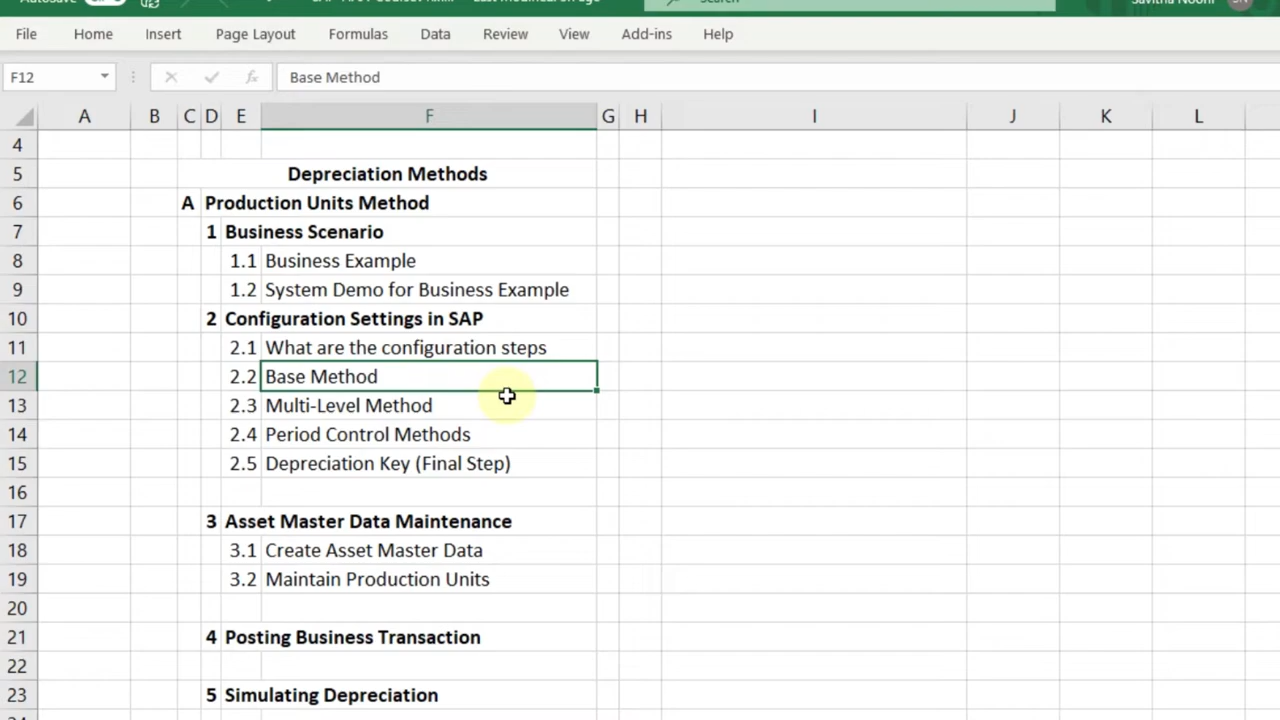 File Home Insert Page Layout Formulas Data Review View Add-ins Help
F12 fx Base Method
A B C D E F G H I J K L
4
5 Depreciation Methods
6 A Production Units Method
7 1 Business Scenario
8 1.1 Business Example
9 1.2 System Demo for Business Example
10 2 Configuration Settings in SAP
11 2.1 What are the configuration steps
12 2.2 Base Method
13 2.3 Multi-Level Method
14 2.4 Period Control Methods
15 2.5 Depreciation Key (Final Step)
16
17 3 Asset Master Data Maintenance
18 3.1 Create Asset Master Data
19 3.2 Maintain Production Units
20
21 4 Posting Business Transaction
22
23 5 Simulating Depreciation